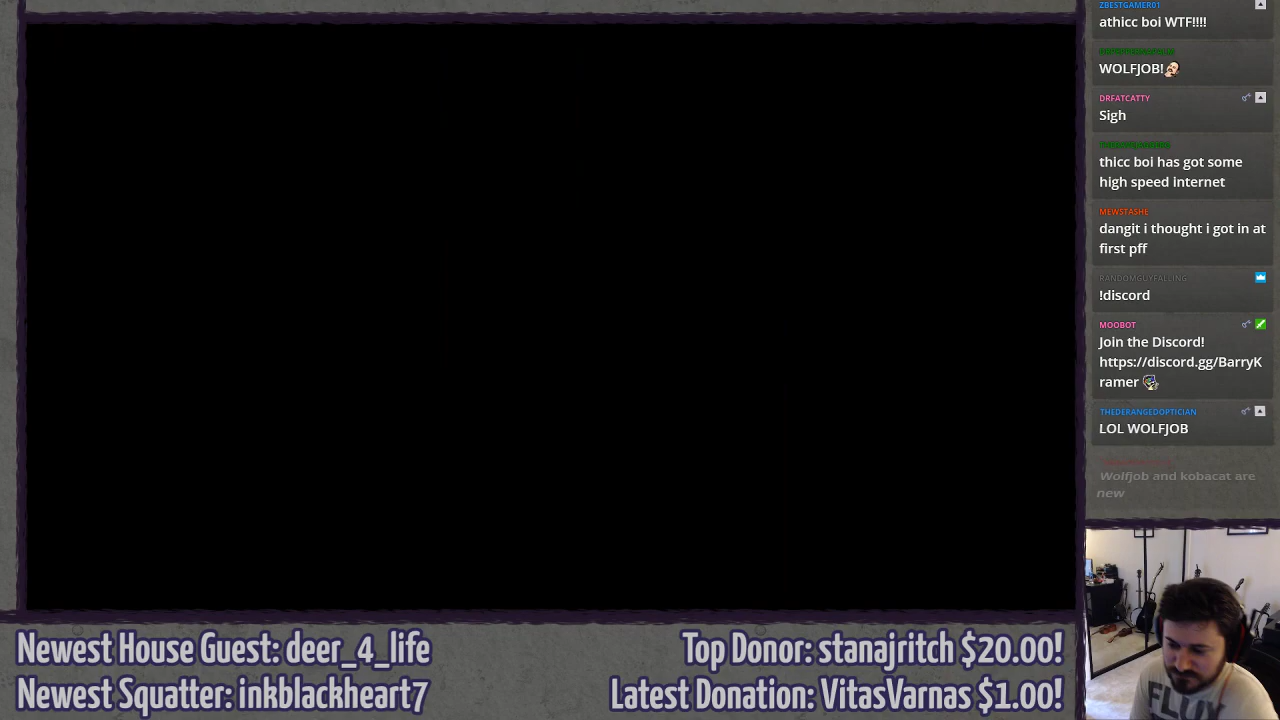 ZBESTGAMER01
athicc boi WTF!!!!
WOLFJOB!
DRFATCATTY
Sigh
thicc boi has got some
high speed internet
MEWSTASHE
dangit i thought i got in at
first pff
RANDOMGUYFALLING
!discord
MOOBOT
Join the Discord!
https://discord.gg/BarryK
ramer
THEDERANGEDOPTICIAN
LOL WOLFJOB
Wolfjob and kobacat are
new
FLUX
Newest House Guest: deer_4_life
Top Donor: stanajritch $20.00!
Newest Squatter: inkblackheart7
Latest Donation: VitasVarnas $1.00!